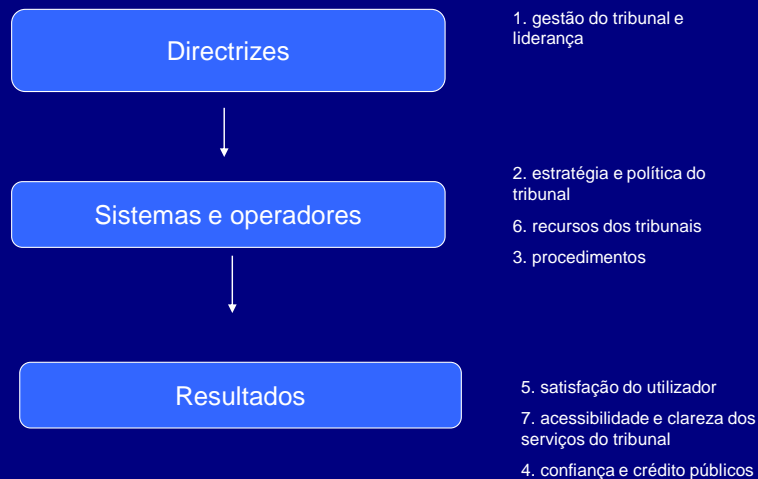 Directrizes
1. gestão do tribunal e
liderança
Sistemas e operadores
2. estratégia e política do
tribunal
6. recursos dos tribunais
3. procedimentos
Resultados
5. satisfação do utilizador
7. acessibilidade e clareza dos
serviços do tribunal
4. confiança e crédito públicos